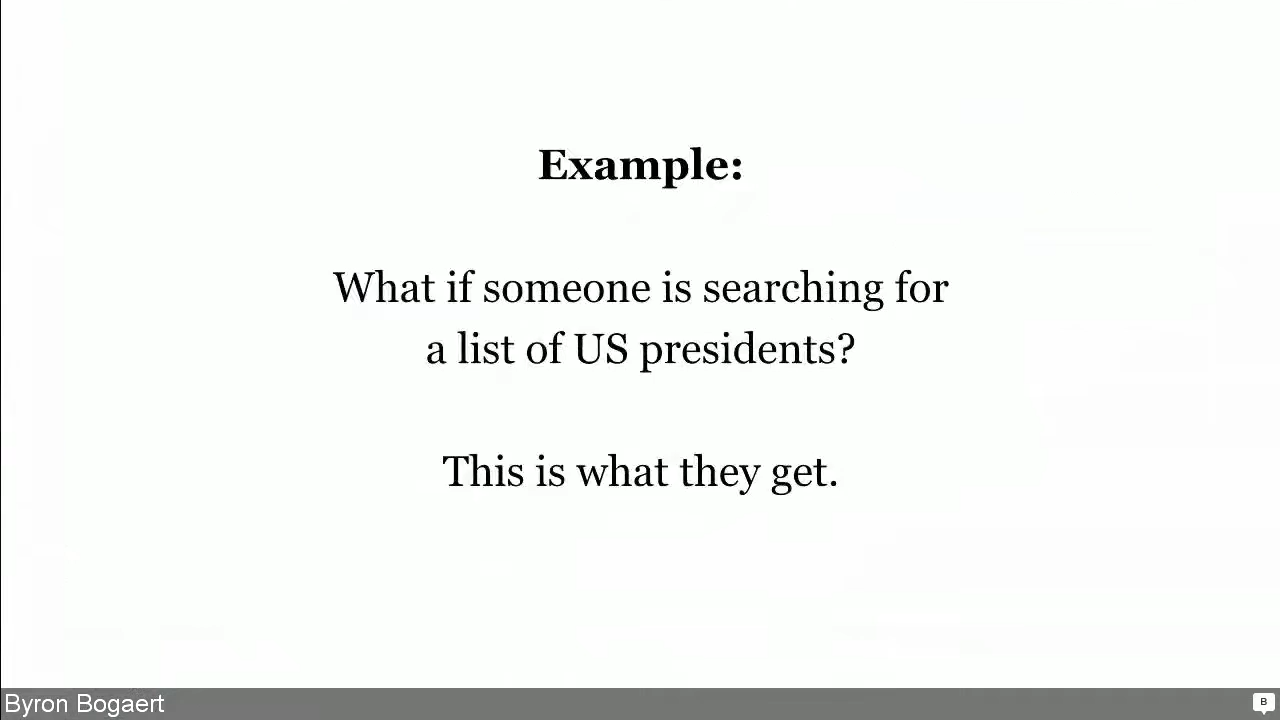 Example:
What if someone is searching for
a list of US presidents?
This is what they get.
Byron Bogaert
B